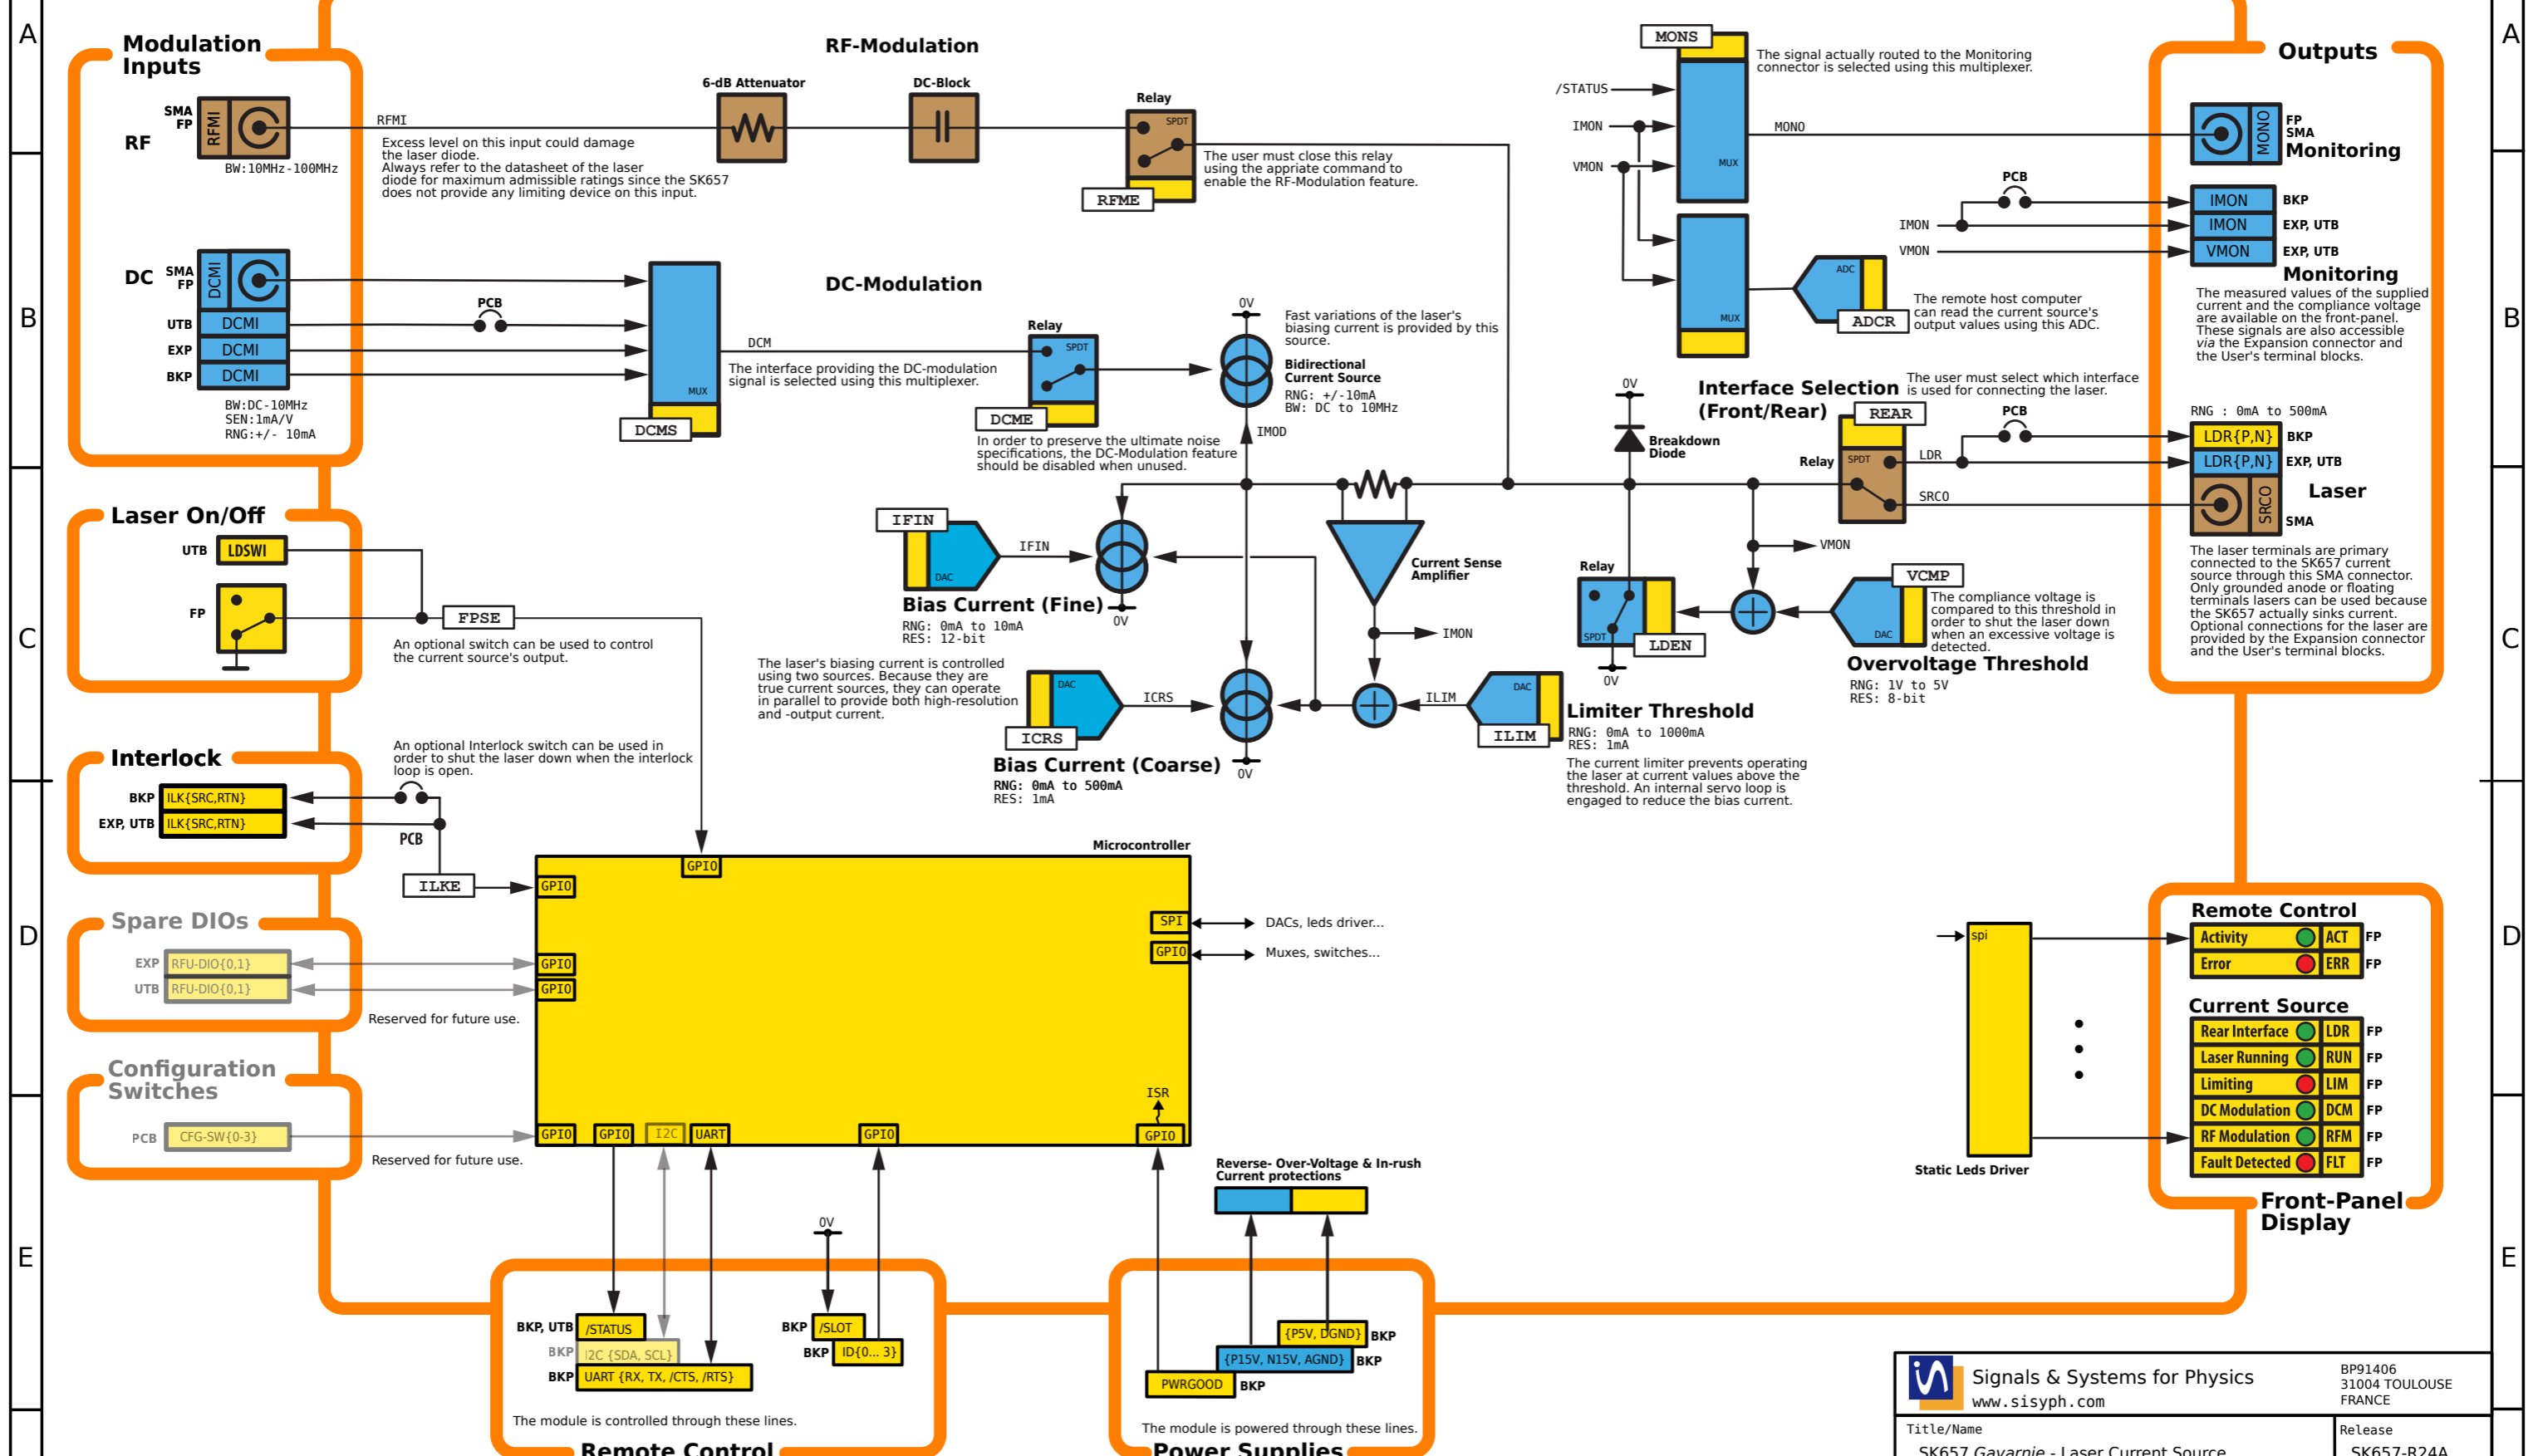 A
A
B
B
C
C
D
D
E
E
Modulation
Inputs
RF
SMA
FP
RFMI
BW:10MHz-100MHz
DC
SMA
FP
DCMI
UTB
DCMI
EXP
DCMI
BKP
DCMI
BW:DC-10MHz
SEN:1mA/V
RNG:+/- 10mA
RF-Modulation
RFMI
6-dB Attenuator
DC-Block
Relay
SPDT
RFME
Excess level on this input could damage
the laser diode.
Always refer to the datasheet of the laser
diode for maximum admissible ratings since the SK657
does not provide any limiting device on this input.
The user must close this relay
using the appriate command to
enable the RF-Modulation feature.
DC-Modulation
PCB
MUX
DCMS
DCM
The interface providing the DC-modulation
signal is selected using this multiplexer.
Relay
SPDT
DCME
In order to preserve the ultimate noise
specifications, the DC-Modulation feature
should be disabled when unused.
0V
Fast variations of the laser's
biasing current is provided by this
source.
Bidirectional
Current Source
RNG: +/-10mA
BW: DC to 10MHz
IMOD
MONS
/STATUS
IMON
VMON
MUX
The signal actually routed to the Monitoring
connector is selected using this multiplexer.
MONO
MUX
ADC
ADCR
The remote host computer
can read the current source's
output values using this ADC.
Outputs
MONO
FP
SMA
Monitoring
PCB
IMON
VMON
IMON
BKP
IMON
EXP, UTB
VMON
EXP, UTB
Monitoring
The measured values of the supplied
current and the compliance voltage
are available on the front-panel.
These signals are also accessible
via the Expansion connector and
the User's terminal blocks.
Interface Selection
(Front/Rear)
The user must select which interface
is used for connecting the laser.
REAR
Relay
SPDT
LDR
SRCO
PCB
RNG : 0mA to 500mA
LDR{P,N}
BKP
LDR{P,N}
EXP, UTB
Laser
SRCO
SMA
The laser terminals are primary
connected to the SK657 current
source through this SMA connector.
Only grounded anode or floating
terminals lasers can be used because
the SK657 actually sinks current.
Optional connections for the laser are
provided by the Expansion connector
and the User's terminal blocks.
0V
Breakdown
Diode
Laser On/Off
UTB
LDSWI
FP
FPSE
An optional switch can be used to control
the current source's output.
IFIN
DAC
IFIN
Bias Current (Fine)
RNG: 0mA to 10mA
RES: 12-bit
0V
The laser's biasing current is controlled
using two sources. Because they are
true current sources, they can operate
in parallel to provide both high-resolution
and -output current.
DAC
ICRS
ICRS
Bias Current (Coarse)
RNG: 0mA to 500mA
RES: 1mA
0V
Current Sense
Amplifier
IMON
ILIM
DAC
ILIM
Limiter Threshold
RNG: 0mA to 1000mA
RES: 1mA
The current limiter prevents operating
the laser at current values above the
threshold. An internal servo loop is
engaged to reduce the bias current.
Relay
SPDT
LDEN
0V
VMON
VCMP
DAC
The compliance voltage is
compared to this threshold in
order to shut the laser down
when an excessive voltage is
detected.
Overvoltage Threshold
RNG: 1V to 5V
RES: 8-bit
Interlock
An optional Interlock switch can be used in
order to shut the laser down when the interlock
loop is open.
BKP
ILK{SRC,RTN}
EXP, UTB
ILK{SRC,RTN}
PCB
ILKE
Spare DIOs
EXP
RFU-DIO{0,1}
UTB
RFU-DIO{0,1}
Reserved for future use.
Configuration
Switches
PCB
CFG-SW{0-3}
Reserved for future use.
Microcontroller
GPIO
GPIO
GPIO
GPIO
SPI
DACs, leds driver...
GPIO
Muxes, switches...
ISR
GPIO
GPIO
I2C
UART
GPIO
GPIO
Reverse- Over-Voltage & In-rush
Current protections
spi
Static Leds Driver
Remote Control
Activity
ACT
FP
Error
ERR
FP
Current Source
Rear Interface
LDR
FP
Laser Running
RUN
FP
Limiting
LIM
FP
DC Modulation
DCM
FP
RF Modulation
RFM
FP
Fault Detected
FLT
FP
Front-Panel
Display
0V
BKP, UTB
/STATUS
BKP
I2C {SDA, SCL}
BKP
UART {RX, TX, /CTS, /RTS}
BKP
/SLOT
BKP
ID{0... 3}
The module is controlled through these lines.
Remote Control
{P5V, DGND}
BKP
{P15V, N15V, AGND}
BKP
PWRGOOD
BKP
The module is powered through these lines.
Power Supplies
Signals & Systems for Physics
www.sisyph.com
BP91406
31004 TOULOUSE
FRANCE
Title/Name
SK657 Gavarnie - Laser Current Source
Release
SK657-R24A